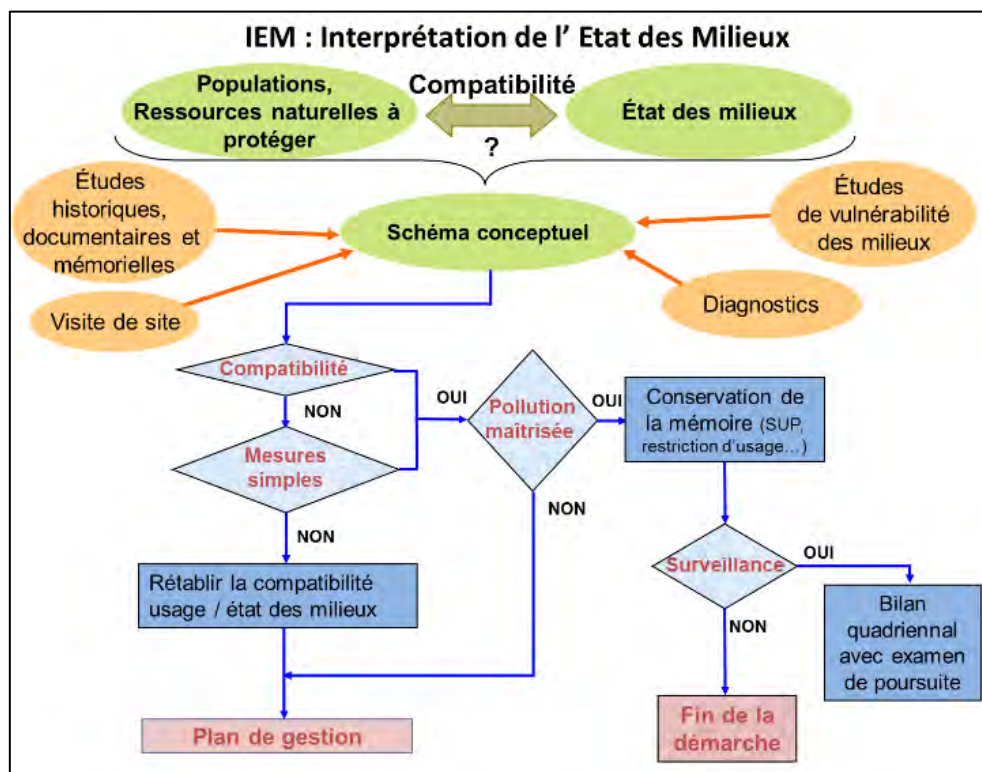 IEM : Interprétation de l' Etat des Milieux
Populations,
Ressources naturelles à
protéger
Compatibilité
État des milieux
?
Études
historiques,
documentaires et
mémorielles
Schéma conceptuel
Études
de vulnérabilité
des milieux
Visite de site
Diagnostics
Compatibilité
OUI
NON
Mesures
simples
Pollution
maîtrisée
OUI
Conservation de
la mémoire (SUP,
restriction d'usage...)
NON
NON
Rétablir la compatibilité
usage / état des milieux
Surveillance
OUI
NON
Bilan
quadriennal
avec examen
de poursuite
Plan de gestion
Fin de la
démarche